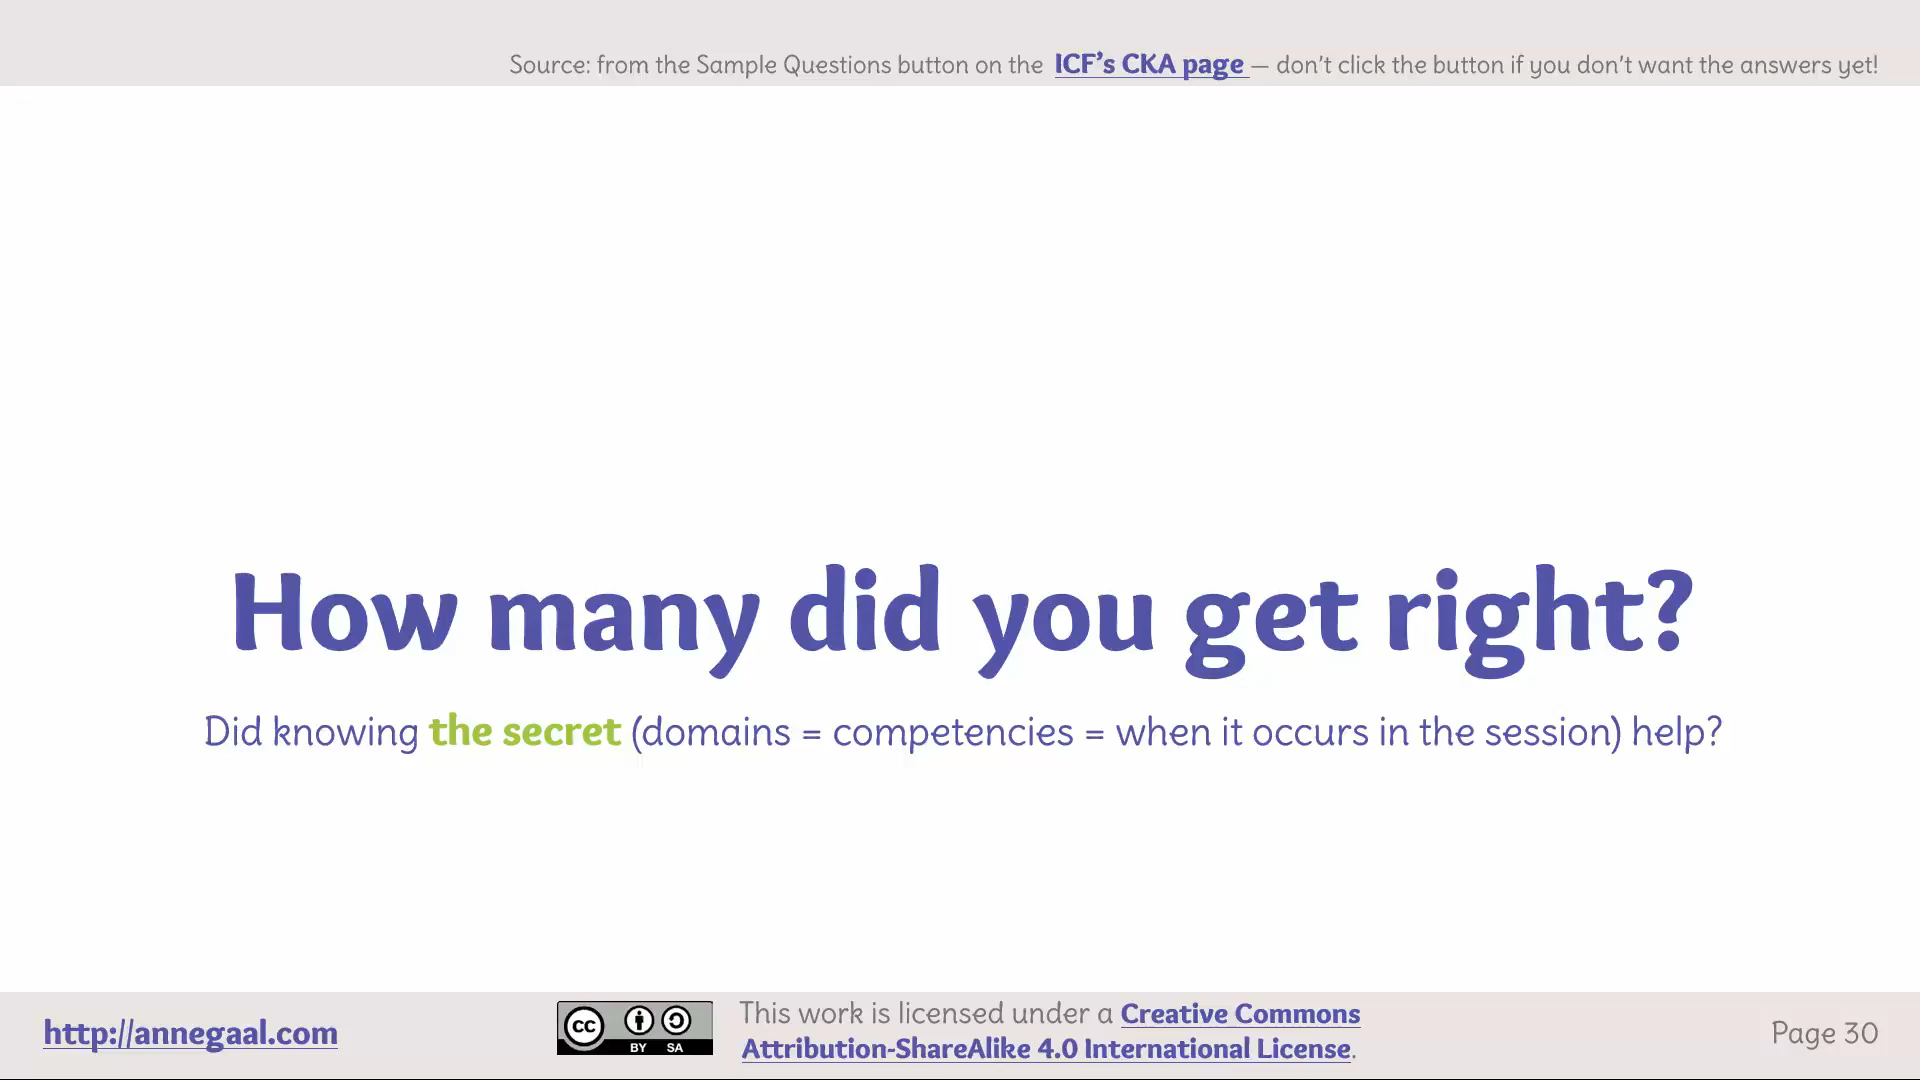 Source: from the Sample Questions button on the ICF’s CKA page — don’t click the button if you don’t want the answers yet!
How many did you get right?
Did knowing the secret (domains = competencies = when it occurs in the session) help?
http://annegaal.com
cc
BY SA
This work is licensed under a Creative Commons
Attribution-ShareAlike 4.0 International License.
Page 30